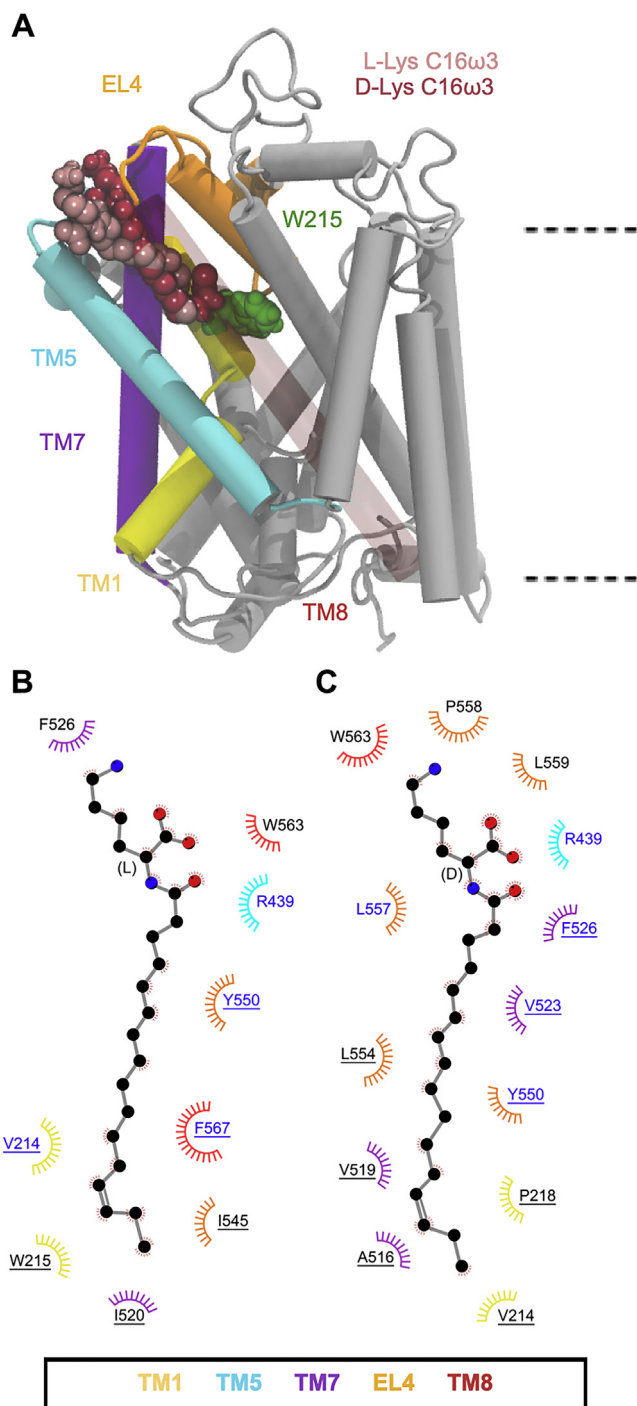 A
L-Lys C16ω3
D-Lys C16ω3
EL4
W215
TM5
TM7
TM1
TM8
B
C
F526
W563
(L)
R439
Y550
V214
F567
I545
W215
I520
P558
W563
L559
R439
(D)
L557
F526
V523
L554
Y550
V519
P218
A516
V214
TM1 TM5 TM7 EL4 TM8